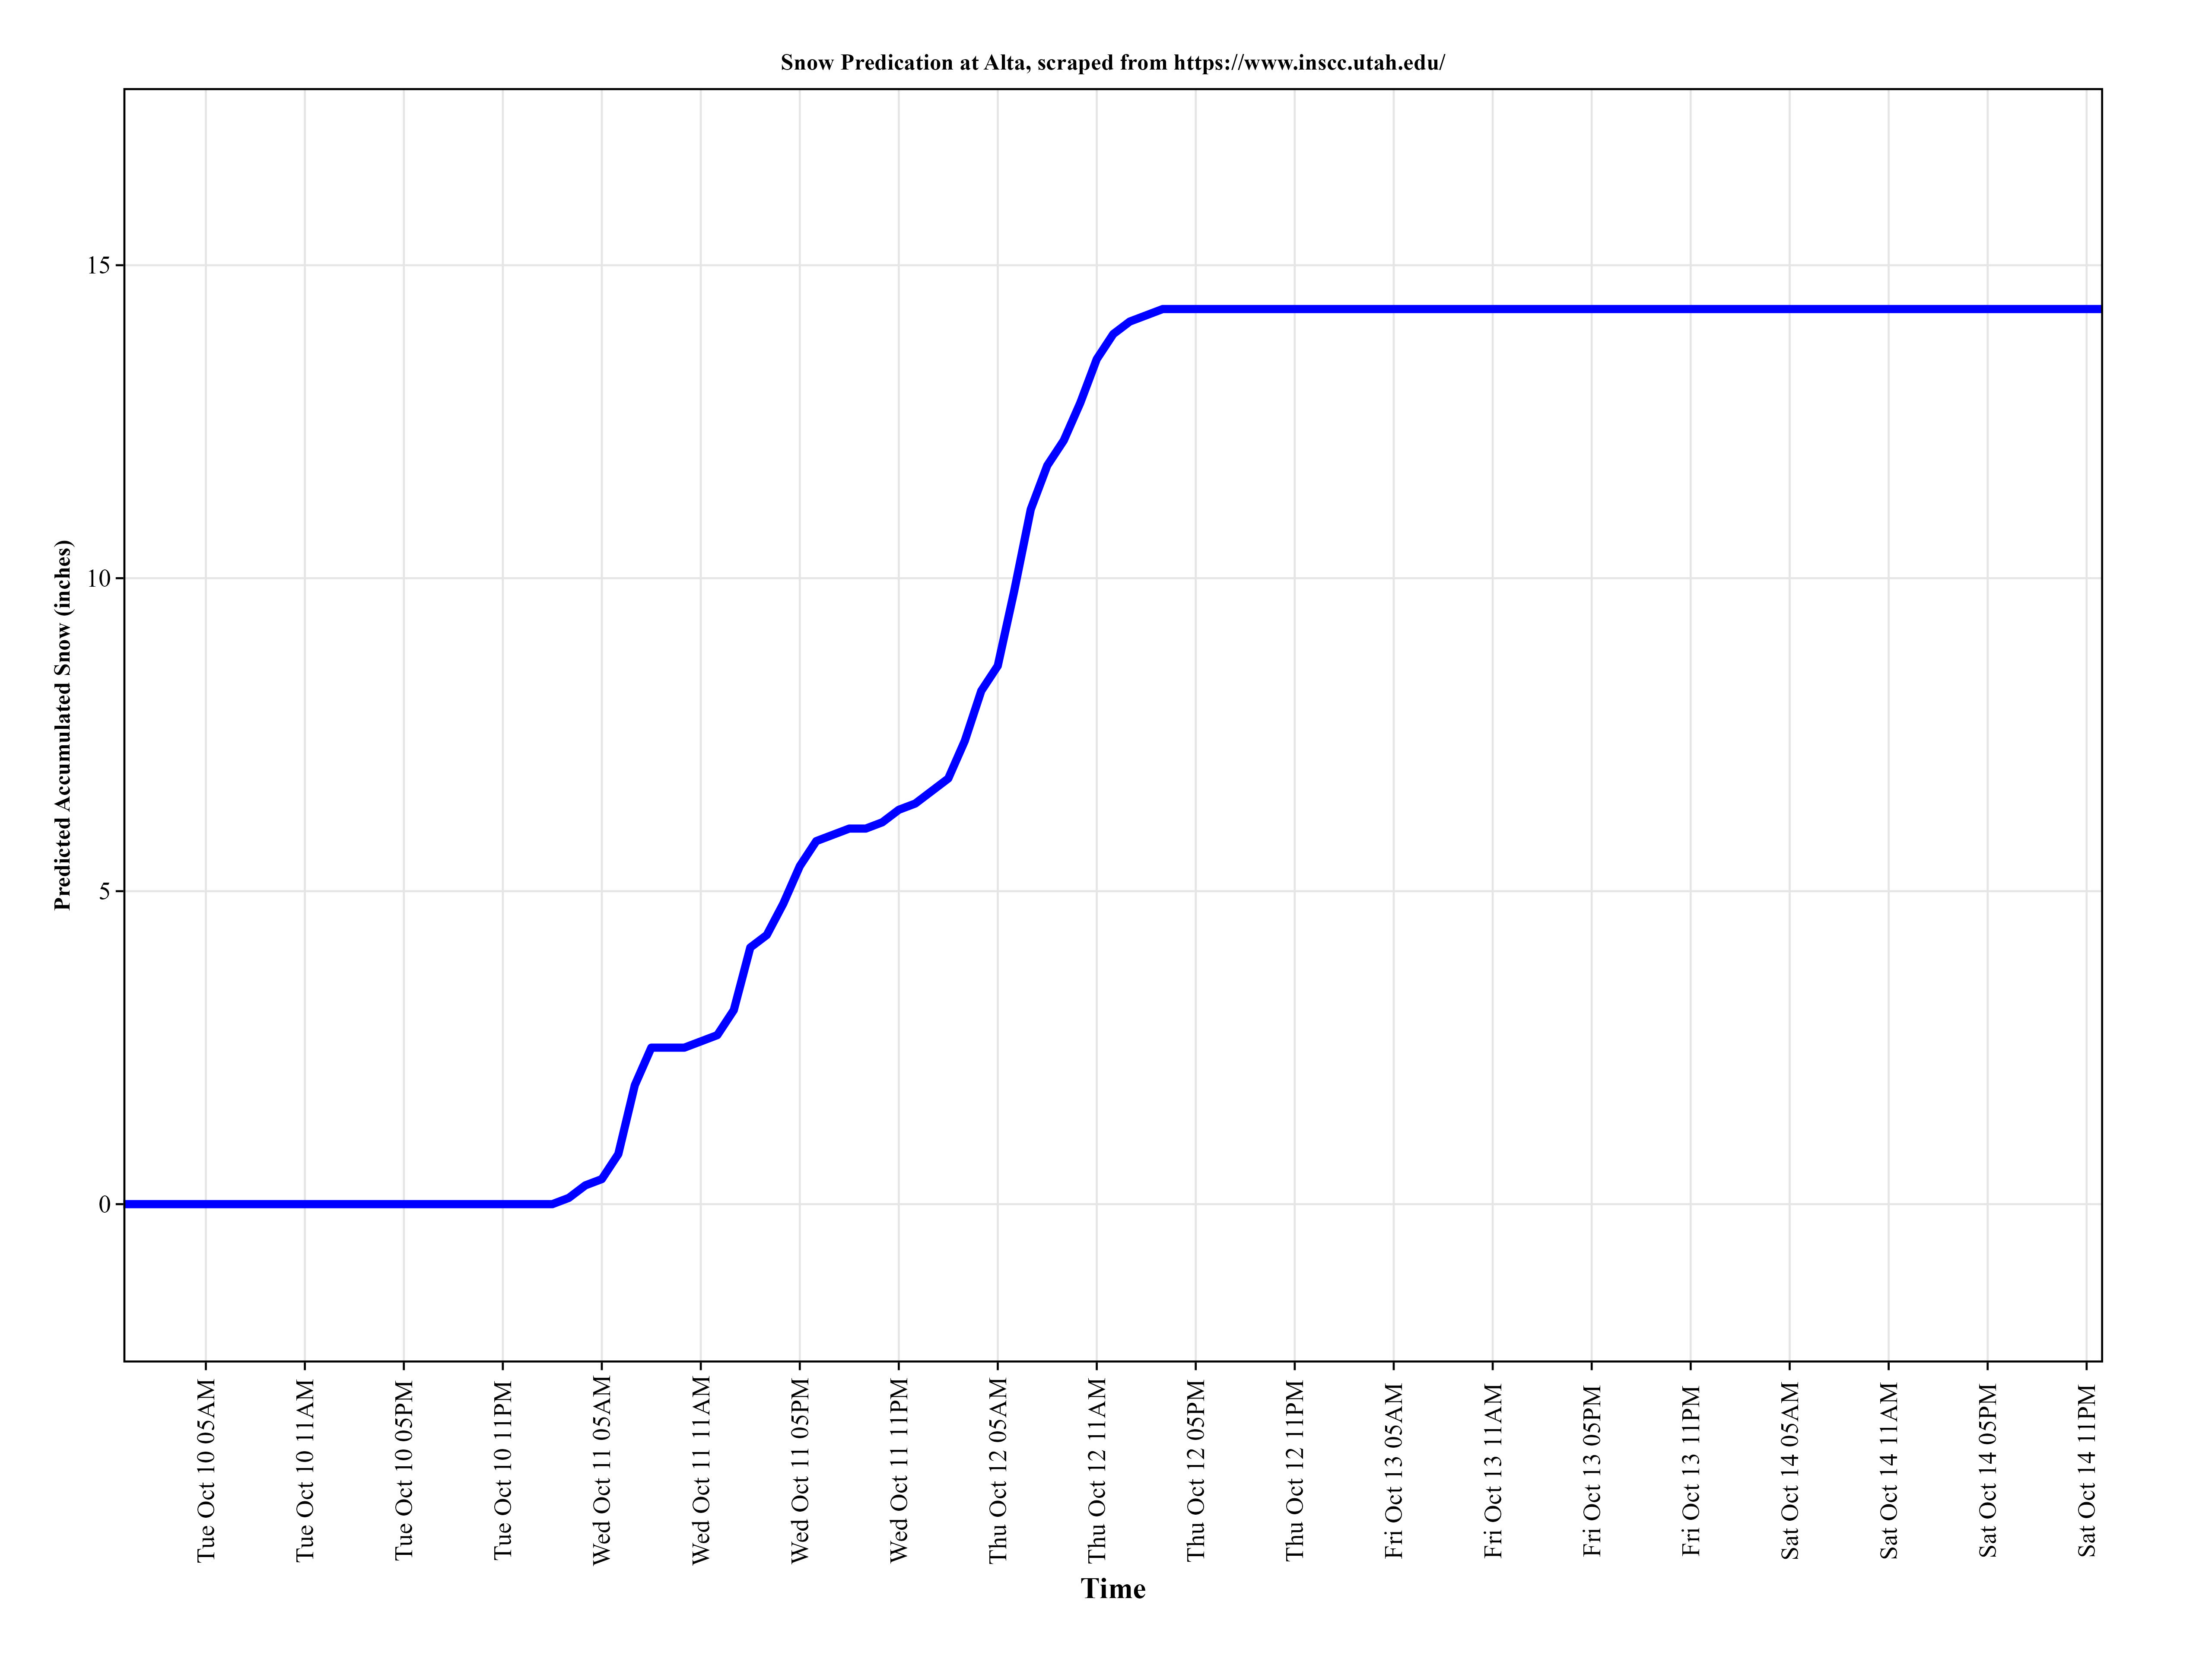 Snow Predication at Alta, scraped from https://www.inscc.utah.edu/
Predicted Accumulated Snow (inches)
15
10
5
0
Tue Oct 10 05AM
Tue Oct 10 11AM
Tue Oct 10 05PM
Tue Oct 10 11PM
Wed Oct 11 05AM
Wed Oct 11 11AM
Wed Oct 11 05PM
Wed Oct 11 11PM
Thu Oct 12 05AM
Thu Oct 12 11AM
Thu Oct 12 05PM
Thu Oct 12 11PM
Fri Oct 13 05AM
Fri Oct 13 11AM
Fri Oct 13 05PM
Fri Oct 13 11PM
Sat Oct 14 05AM
Sat Oct 14 11AM
Sat Oct 14 05PM
Sat Oct 14 11PM
Time